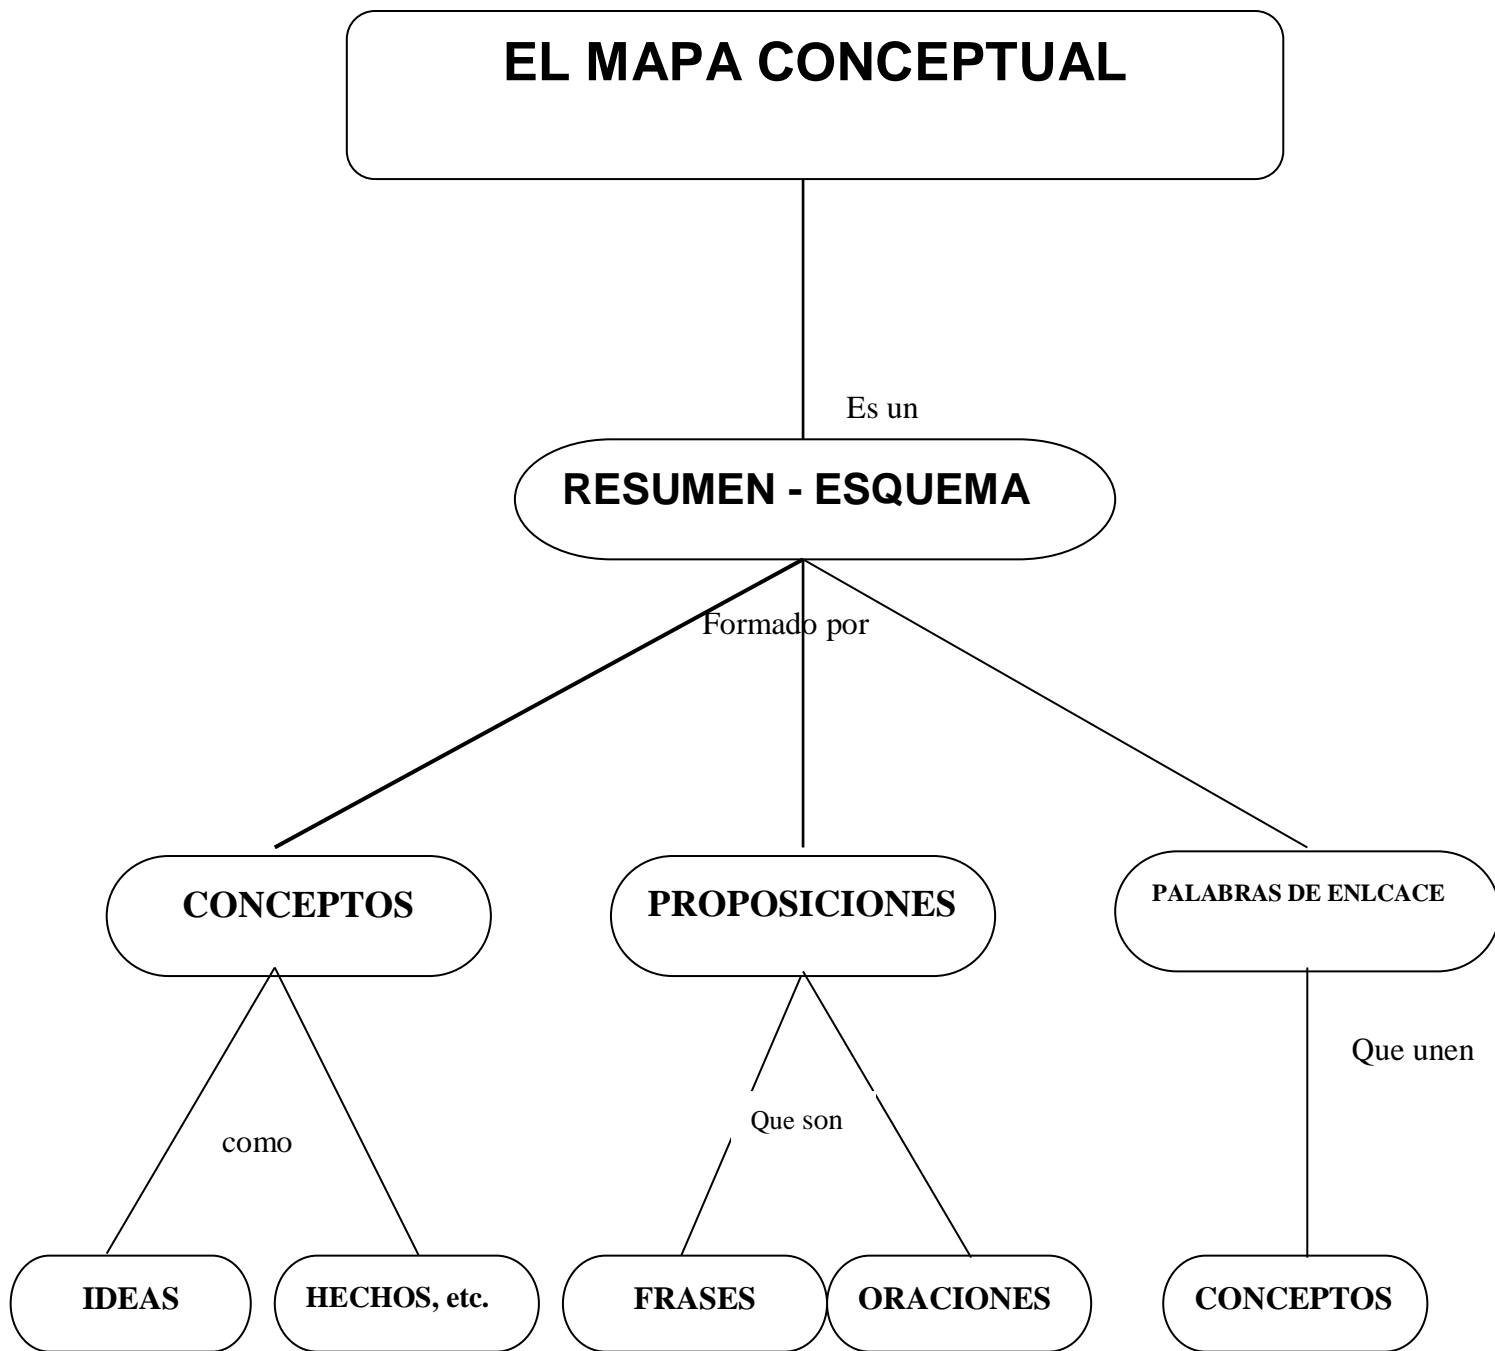 EL MAPA CONCEPTUAL
Es un
RESUMEN - ESQUEMA
Formado por
CONCEPTOS
PROPOSICIONES
PALABRAS DE ENLCACE
Que unen
como
Que son
IDEAS
HECHOS, etc.
FRASES
ORACIONES
CONCEPTOS